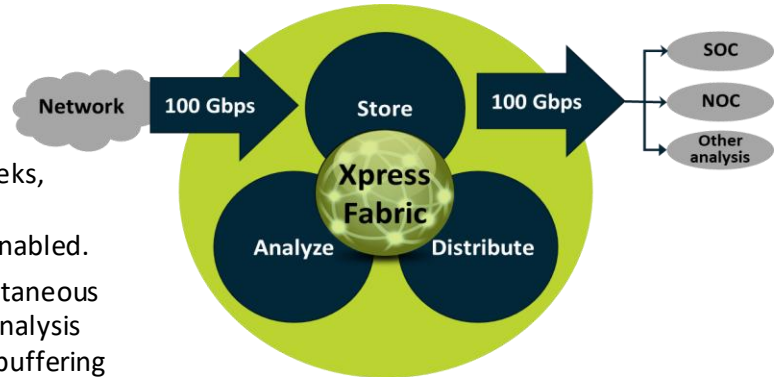 SOC
Network
100 Gbps
Store
100 Gbps
NOC
Other
analysis
eks,
Xpress
Fabric
nabled.
Analyze
Distribute
taneous
nalysis
buffering